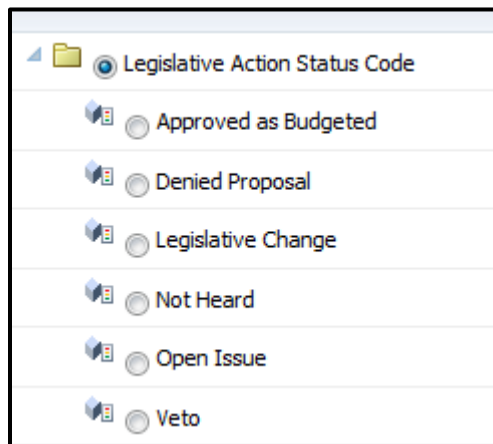 Legislative Action Status Code
Approved as Budgeted
Denied Proposal
Legislative Change
Not Heard
Open Issue
Veto